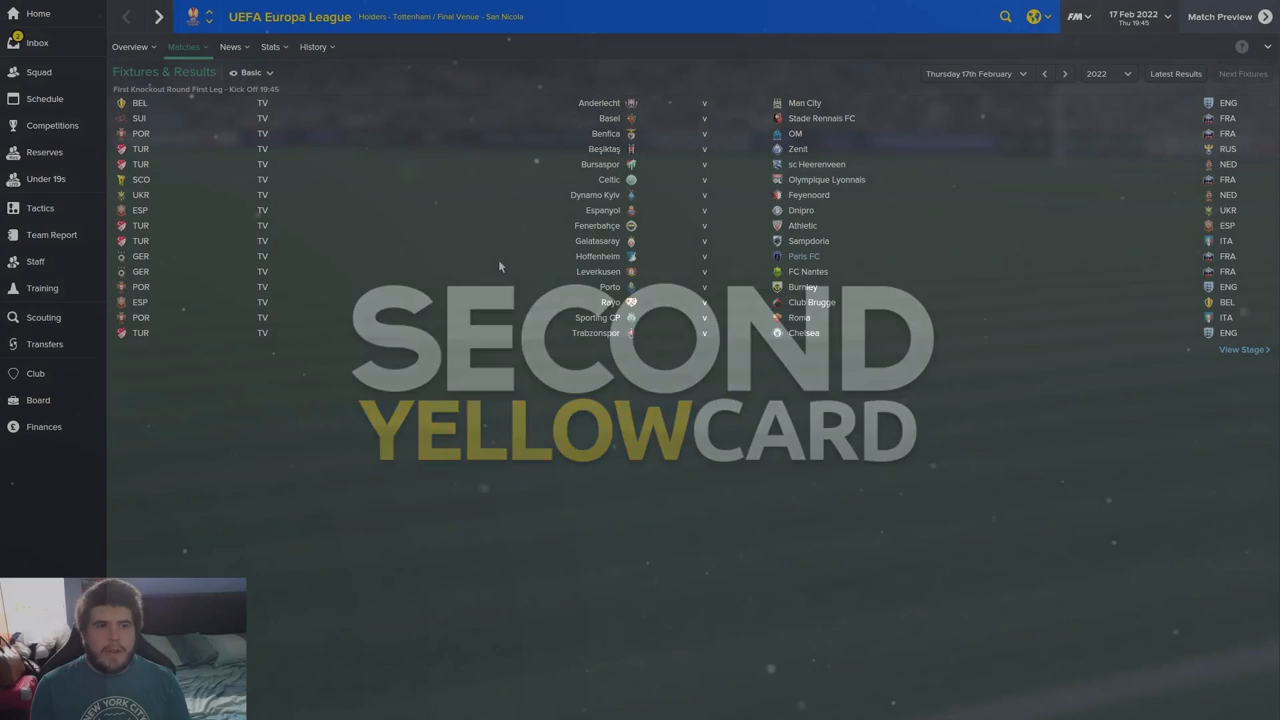 Home
UEFA Europa League
Holders - Tottenham / Final Venue - San Nicola
FM
17 Feb 2022
Thu 19:45
Match Preview
2
Inbox
Overview
Matches
News
Stats
History
?
Squad
Fixtures & Results
Basic
Thursday 17th February
2022
Latest Results
Next Fixtures
First Knockout Round First Leg - Kick Off 19:45
Schedule
Competitions
Reserves
Under 19s
Tactics
Team Report
Staff
Training
Scouting
Transfers
Club
Board
Finances
BEL TV Anderlecht v Man City ENG
SUI TV Basel v Stade Rennais FC FRA
POR TV Benfica v OM FRA
TUR TV Beşiktaş v Zenit RUS
TUR TV Bursaspor v sc Heerenveen NED
SCO TV Celtic v Olympique Lyonnais FRA
UKR TV Dynamo Kyiv v Feyenoord NED
ESP TV Espanyol v Dnipro UKR
TUR TV Fenerbahçe v Athletic ESP
TUR TV Galatasaray v Sampdoria ITA
GER TV Hoffenheim v Paris FC FRA
GER TV Leverkusen v FC Nantes FRA
POR TV Porto v Burnley ENG
ESP TV Rayo v Club Brugge BEL
POR TV Sporting CP v Roma ITA
TUR TV Trabzonspor v Chelsea ENG
View Stage >
SECOND
YELLOWCARD
NEW YORK CITY